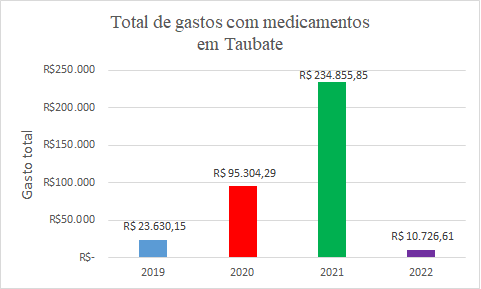 Total de gastos com medicamentos
em Taubate
Gasto total
R$250.000
R$200.000
R$150.000
R$100.000
R$50.000
R$-
R$ 23.630,15
R$ 95.304,29
R$ 234.855,85
R$ 10.726,61
2019
2020
2021
2022